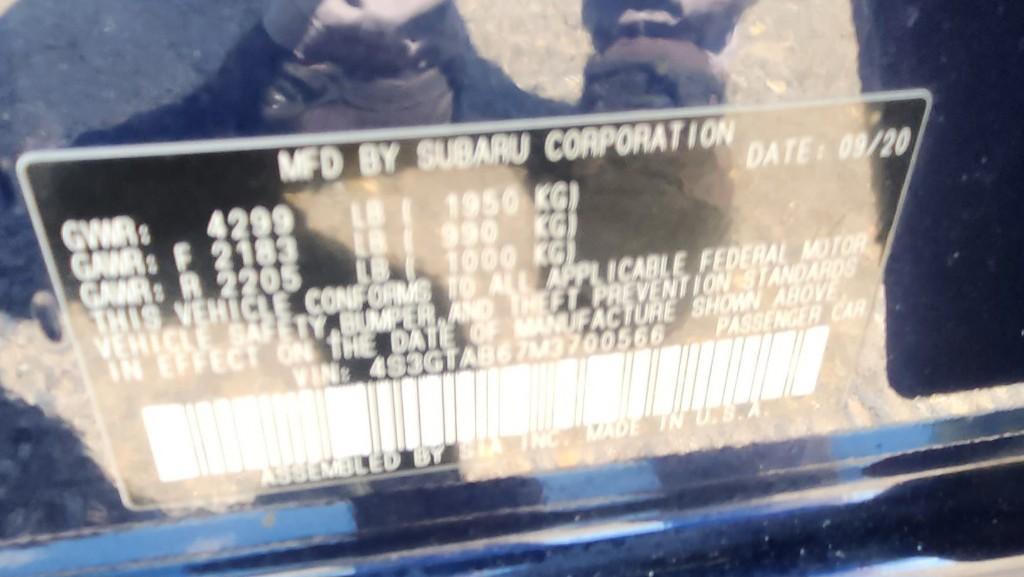 MFD BY SUBARU CORPORATION DATE: 09/20
GVWR: 4299 LB ( 1950 KG)
GAWR: F 2183 LB ( 990 KG)
GAWR: R 2205 LB ( 1000 KG)
THIS VEHICLE CONFORMS TO ALL APPLICABLE FEDERAL MOTOR
VEHICLE SAFETY, BUMPER AND THEFT PREVENTION STANDARDS
IN EFFECT ON THE DATE OF MANUFACTURE SHOWN ABOVE
VIN: 4S3GTAB67M3700566 PASSENGER CAR
ASSEMBLED BY SIA INC. MADE IN U.S.A.